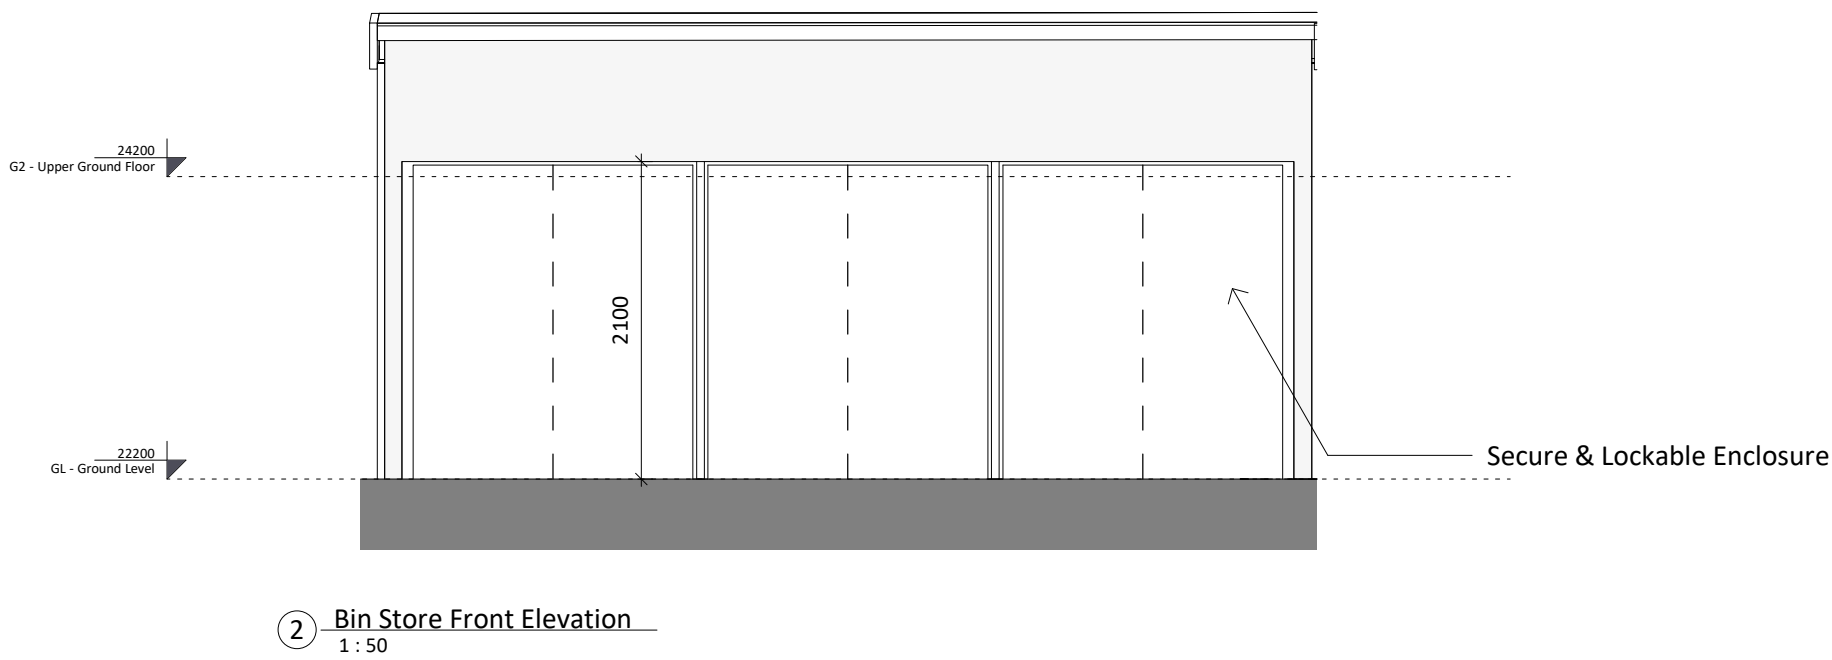 24200
G2 - Upper Ground Floor
2100
22200
GL - Ground Level
Secure & Lockable Enclosure
2 Bin Store Front Elevation
1 : 50